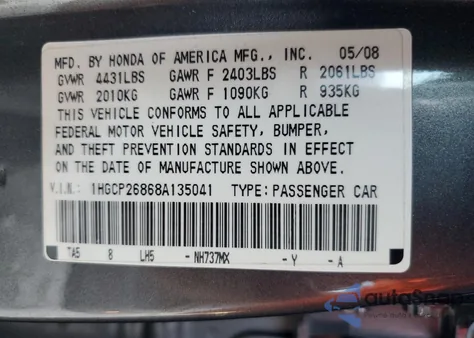 MFD. BY HONDA OF AMERICA MFG., INC. 05/08
GVWR 4431LBS GAWR F 2403LBS R 2061LBS
GVWR 2010KG GAWR F 1090KG R 935KG
THIS VEHICLE CONFORMS TO ALL APPLICABLE
FEDERAL MOTOR VEHICLE SAFETY, BUMPER,
AND THEFT PREVENTION STANDARDS IN EFFECT
ON THE DATE OF MANUFACTURE SHOWN ABOVE.
V.I.N.: 1HGCP26868A135041 TYPE: PASSENGER CAR
TA5 8 LH5 - NH737MX - Y - A